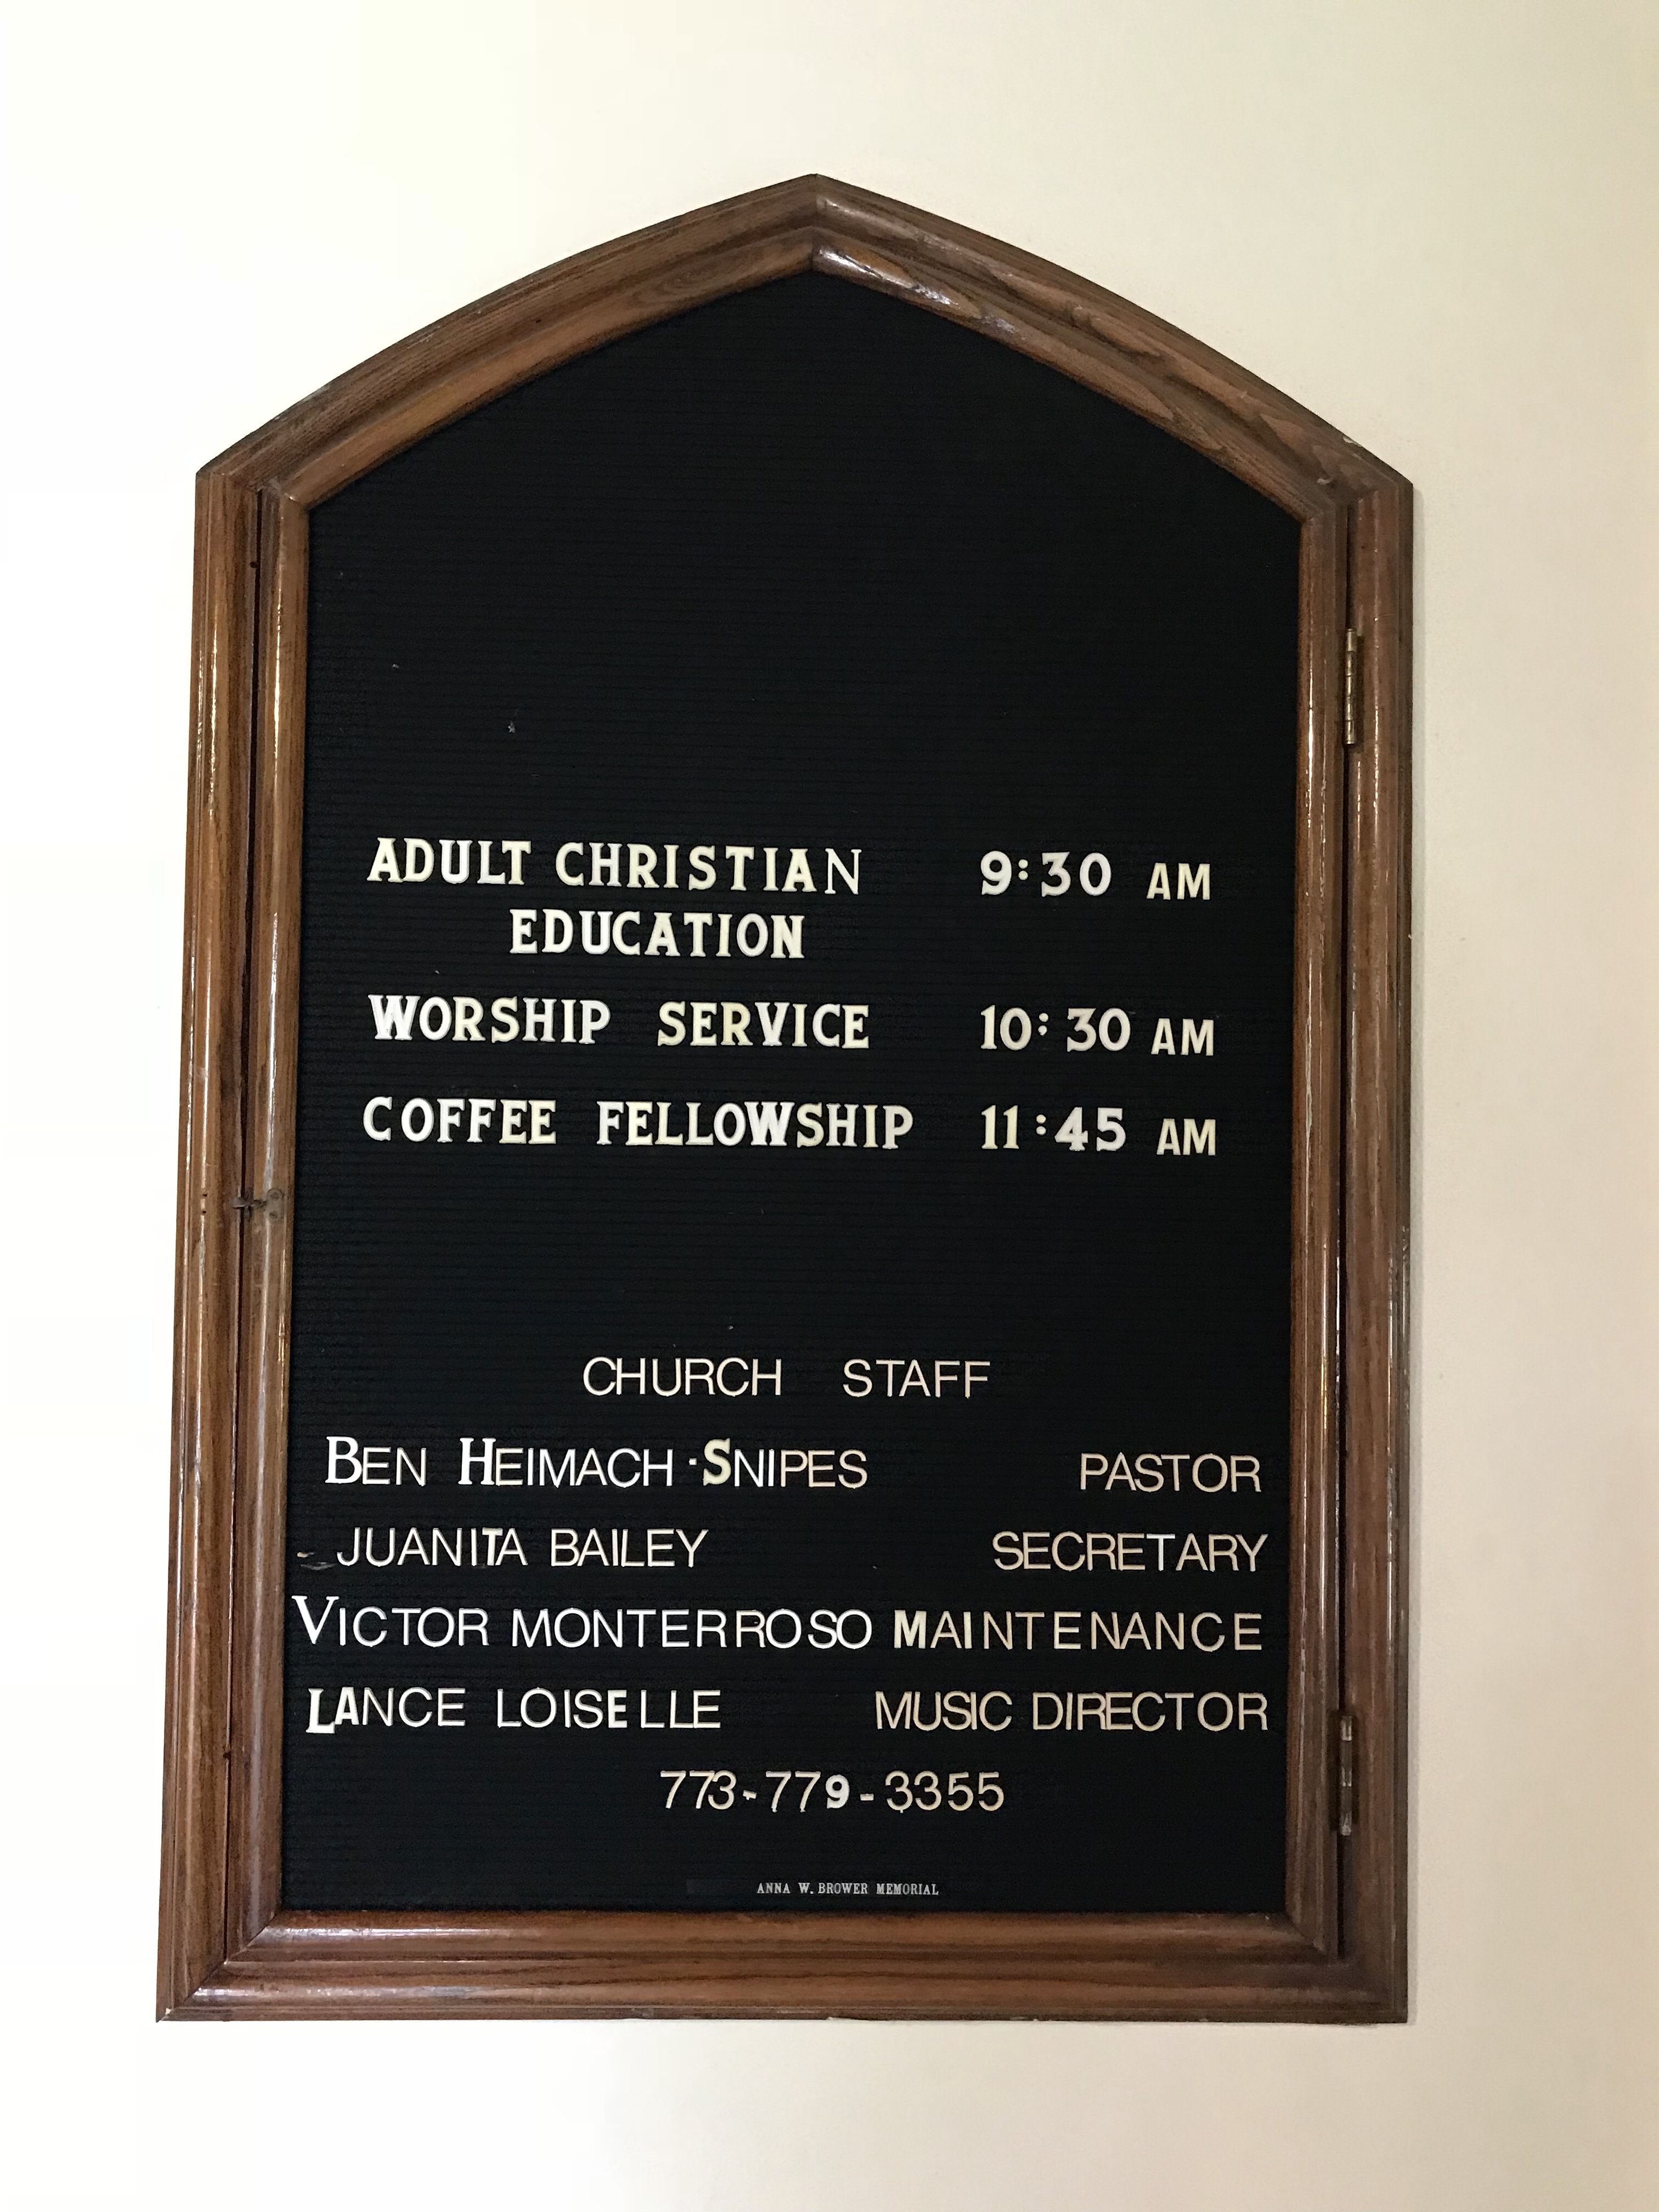 ADULT CHRISTIAN 9:30 AM
EDUCATION
WORSHIP SERVICE 10:30 AM
COFFEE FELLOWSHIP 11:45 AM
CHURCH STAFF
BEN HEIMACH-SNIPES PASTOR
JUANITA BAILEY SECRETARY
VICTOR MONTERROSO MAINTENANCE
LANCE LOISELLE MUSIC DIRECTOR
773-779-3355
ANNA W. BROWER MEMORIAL